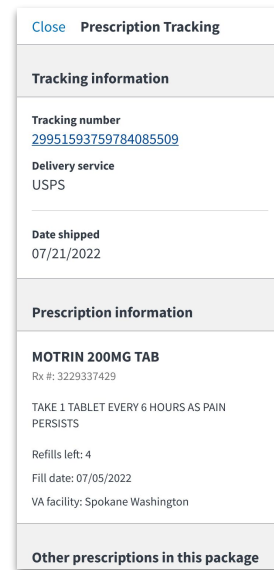 Close Prescription Tracking
Tracking information
Tracking number
29951593759784085509
Delivery service
USPS
Date shipped
07/21/2022
Prescription information
MOTRIN 200MG TAB
Rx #: 3229337429
TAKE 1 TABLET EVERY 6 HOURS AS PAIN
PERSISTS
Refills left: 4
Fill date: 07/05/2022
VA facility: Spokane Washington
Other prescriptions in this package